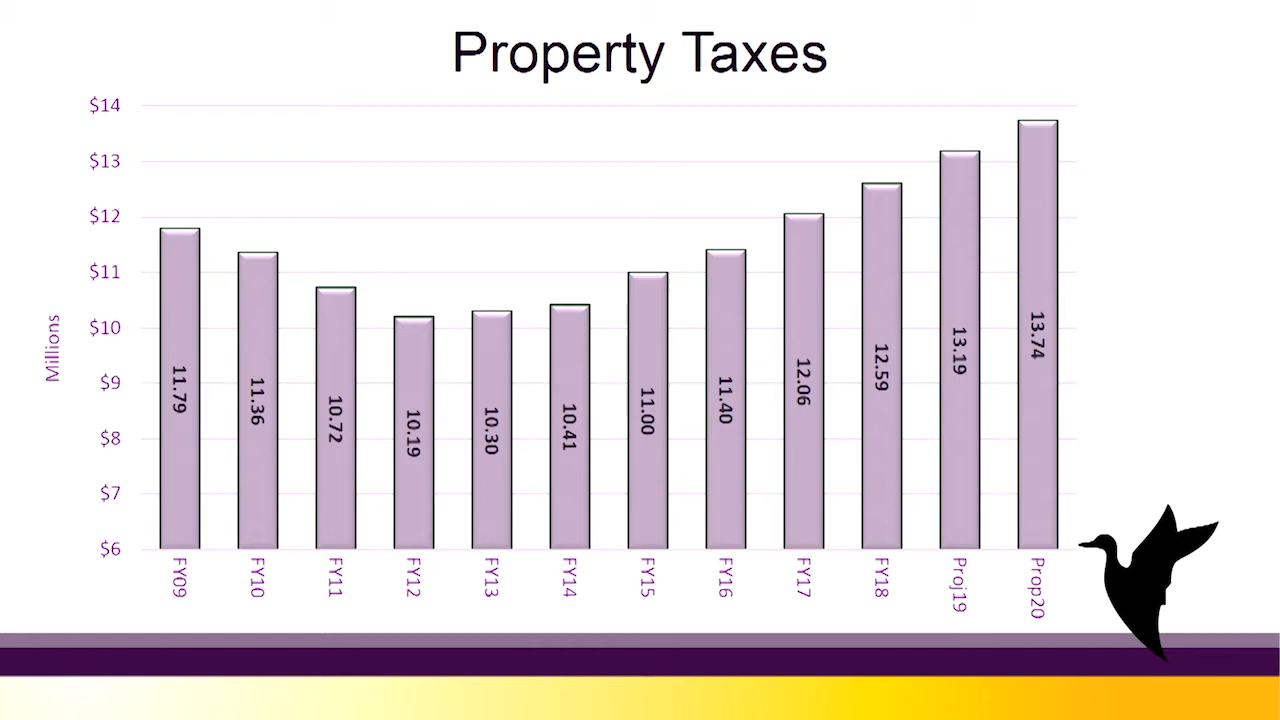 Property Taxes
$14
$13
$12
$11
$10
$9
$8
$7
$6
Millions
11.79
11.36
10.72
10.19
10.30
10.41
11.00
11.40
12.06
12.59
13.19
13.74
FY09
FY10
FY11
FY12
FY13
FY14
FY15
FY16
FY17
FY18
Proj19
Prop20